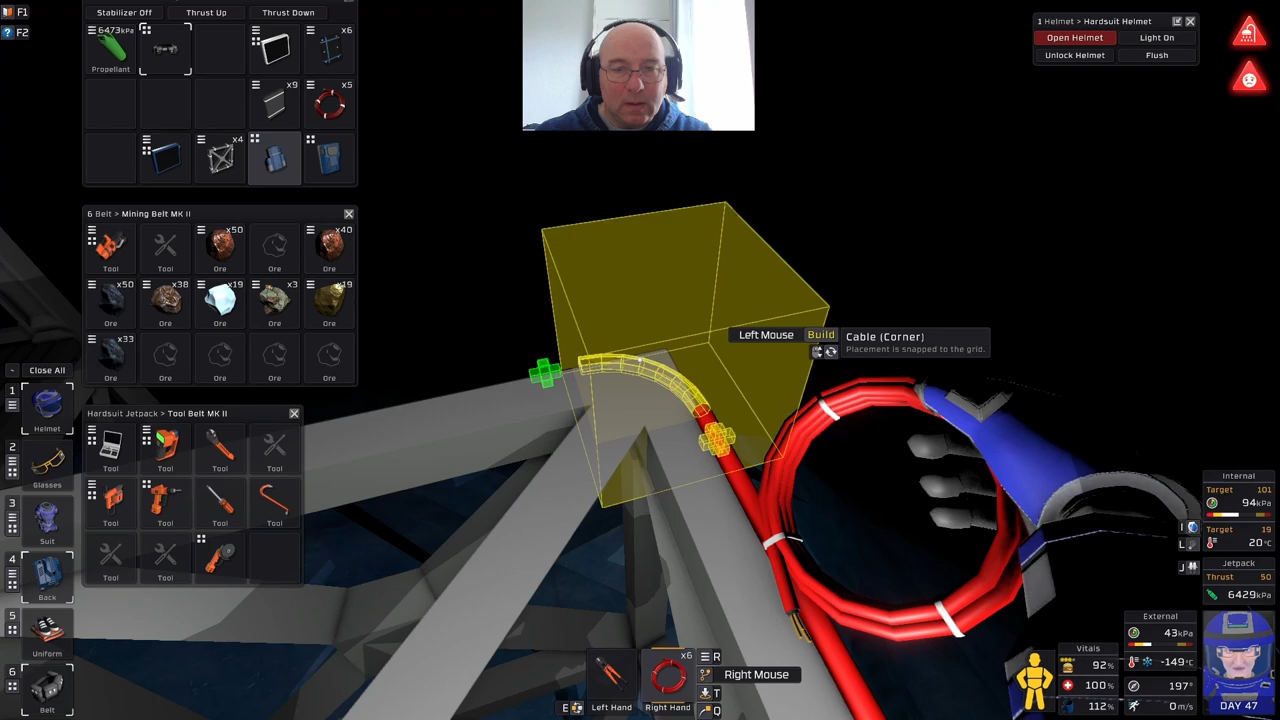 F1
F2
Stabilizer Off Thrust Up Thrust Down
6473kPa
Propellant
x6
x9 x5
x4
1 Helmet > Hardsuit Helmet
Open Helmet Light On
Unlock Helmet Flush
6 Belt > Mining Belt MK II
x50 x40
Tool Tool Ore Ore Ore
x50 x38 x19 x3 x19
Ore Ore Ore Ore Ore
x33
Ore Ore Ore Ore Ore
Left Mouse Build
Cable (Corner)
Placement is snapped to the grid.
~ Close All
1
Helmet
2
Glasses
3
Suit
4
Back
5
Uniform
6
Belt
Hardsuit Jetpack > Tool Belt MK II
Tool Tool Tool Tool
Tool Tool Tool Tool
Tool Tool Tool
x6
R
Right Mouse
T
Q
E
Left Hand Right Hand
Internal
Target 101
94kPa
Target 19
20°C
I
L
J
Jetpack
Thrust 50
6429kPa
External
43kPa
-149°C
197°
0m/s
Vitals
92%
100%
112%
DAY 47